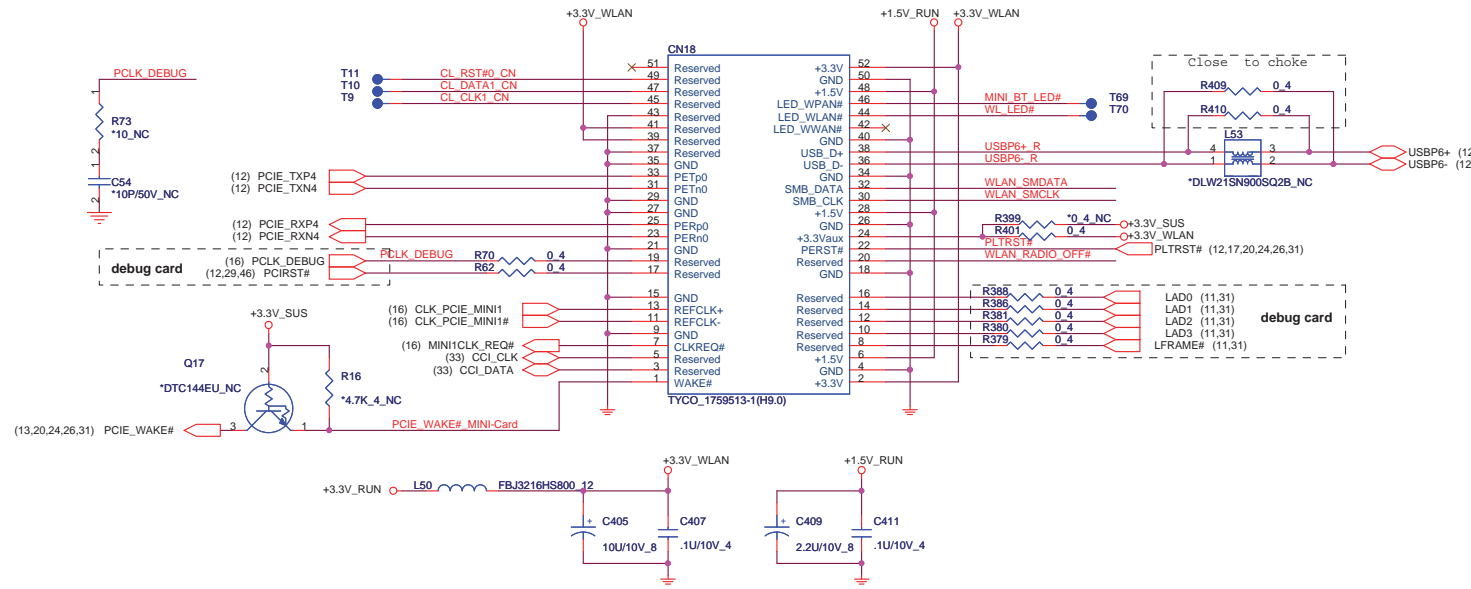 +3.3V_WLAN
+1.5V_RUN
+3.3V_WLAN
CN18
PCLK_DEBUG
1
R73
*10_NC
2
1
C54
*10P/50V_NC
2
T11 CL_RST#0_CN
T10 CL_DATA1_CN
T9 CL_CLK1_CN
51 Reserved
49 Reserved
47 Reserved
45 Reserved
43 Reserved
41 Reserved
39 Reserved
37 Reserved
35 GND
33 PETp0
31 PETn0
29 GND
27 GND
25 PERp0
23 PERn0
21 GND
19 Reserved
17 Reserved
15 GND
13 REFCLK+
11 REFCLK-
9 GND
7 CLKREQ#
5 Reserved
3 Reserved
1 WAKE#
+3.3V 52
GND 50
+1.5V 48
LED_WPAN# 46
LED_WLAN# 44
LED_WWAN# 42
GND 40
USB_D+ 38
USB_D- 36
GND 34
SMB_DATA 32
SMB_CLK 30
+1.5V 28
GND 26
+3.3Vaux 24
PERST# 22
Reserved 20
GND 18
Reserved 16
Reserved 14
Reserved 12
Reserved 10
Reserved 8
+1.5V 6
GND 4
+3.3V 2
TYCO_1759513-1(H9.0)
(12) PCIE_TXP4
(12) PCIE_TXN4
(12) PCIE_RXP4
(12) PCIE_RXN4
debug card
(16) PCLK_DEBUG PCLK_DEBUG R70 0_4
(12,29,46) PCIRST# R62 0_4
(16) CLK_PCIE_MINI1
(16) CLK_PCIE_MINI1#
(16) MINI1CLK_REQ#
(33) CCI_CLK
(33) CCI_DATA
+3.3V_SUS
Q17
2
*DTC144EU_NC
R16
*4.7K_4_NC
(13,20,24,26,31) PCIE_WAKE# 3 1 PCIE_WAKE#_MINI-Card
MINI_BT_LED# T69
WL_LED# T70
Close to choke
R409 0_4
R410 0_4
L53
USBP6+_R 4 3 USBP6+ (12
USBP6-_R 1 2 USBP6- (12
*DLW21SN900SQ2B_NC
WLAN_SMDATA
WLAN_SMCLK
R399 *0_4_NC +3.3V_SUS
R401 0_4 +3.3V_WLAN
PLTRST# PLTRST# (12,17,20,24,26,31)
WLAN_RADIO_OFF#
R388 0_4 LAD0 (11,31)
R386 0_4 LAD1 (11,31)
R381 0_4 LAD2 (11,31)
R380 0_4 LAD3 (11,31)
R379 0_4 LFRAME# (11,31)
debug card
+3.3V_WLAN
+3.3V_RUN L50 FBJ3216HS800_12
+ C405
10U/10V_8
C407
.1U/10V_4
+1.5V_RUN
+ C409
2.2U/10V_8
C411
.1U/10V_4